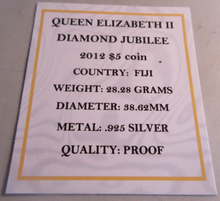 QUEEN ELIZABETH II
DIAMOND JUBILEE
2012 $5 coin
COUNTRY: FIJI
WEIGHT: 28.28 GRAMS
DIAMETER: 38.62MM
METAL: .925 SILVER
QUALITY: PROOF